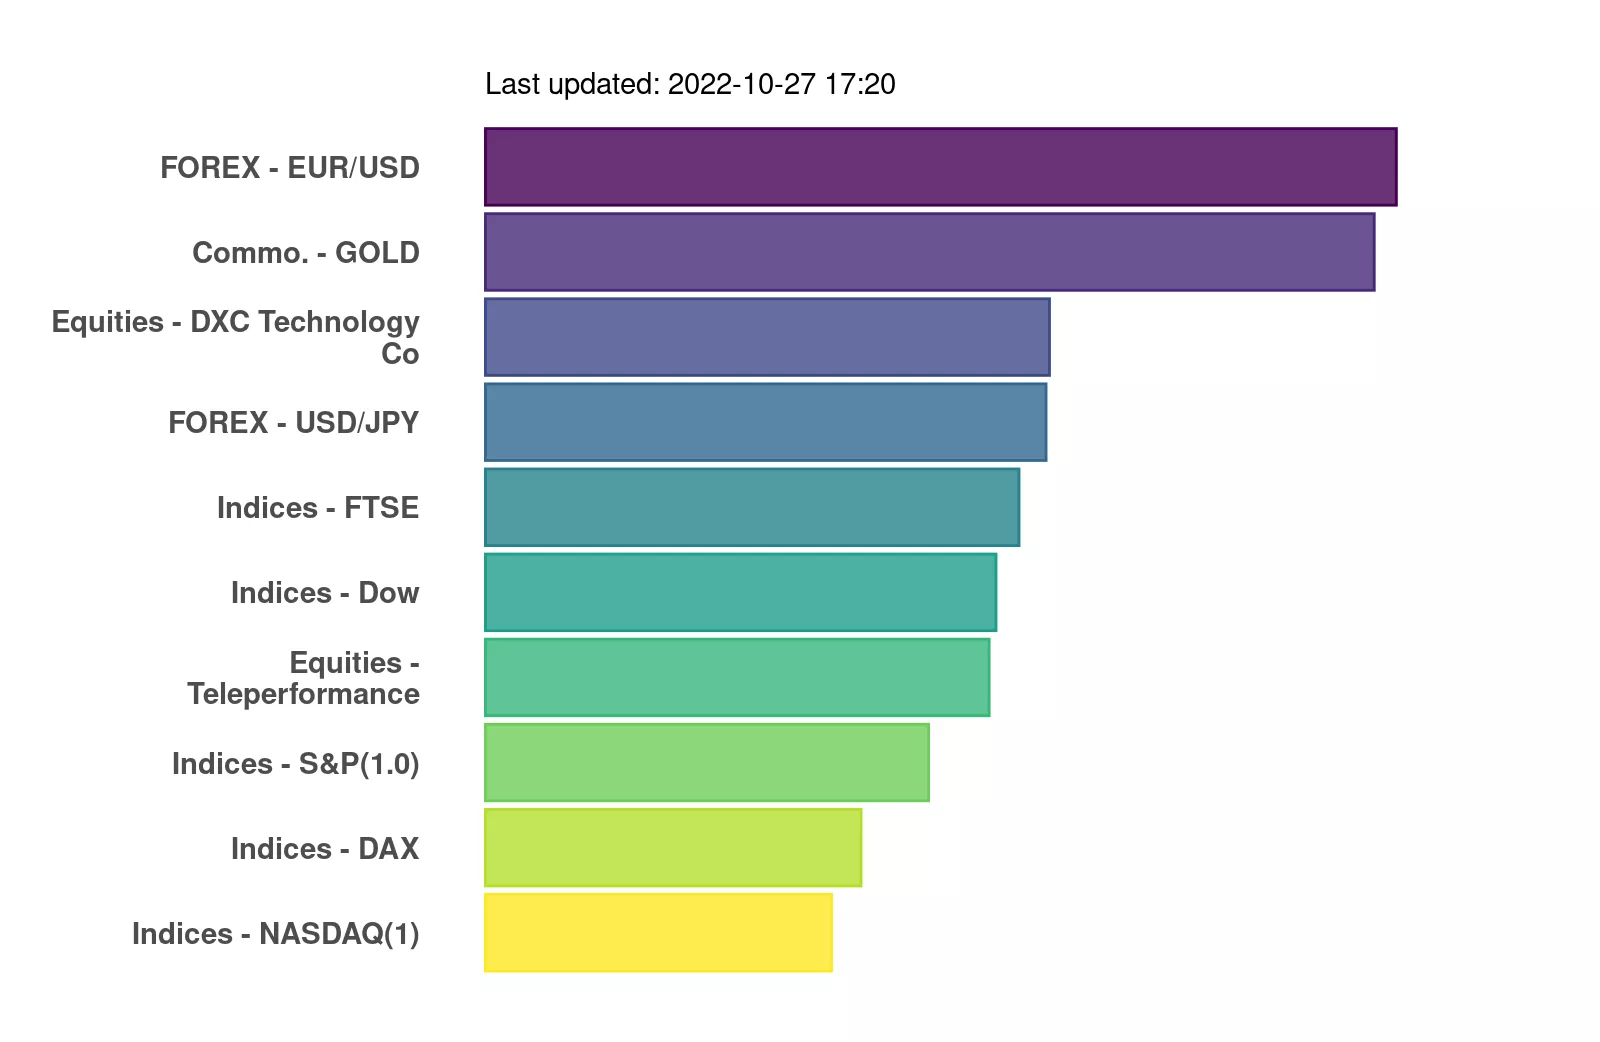 Last updated: 2022-10-27 17:20
FOREX - EUR/USD
Commo. - GOLD
Equities - DXC Technology
Co
FOREX - USD/JPY
Indices - FTSE
Indices - Dow
Equities -
Teleperformance
Indices - S&P(1.0)
Indices - DAX
Indices - NASDAQ(1)